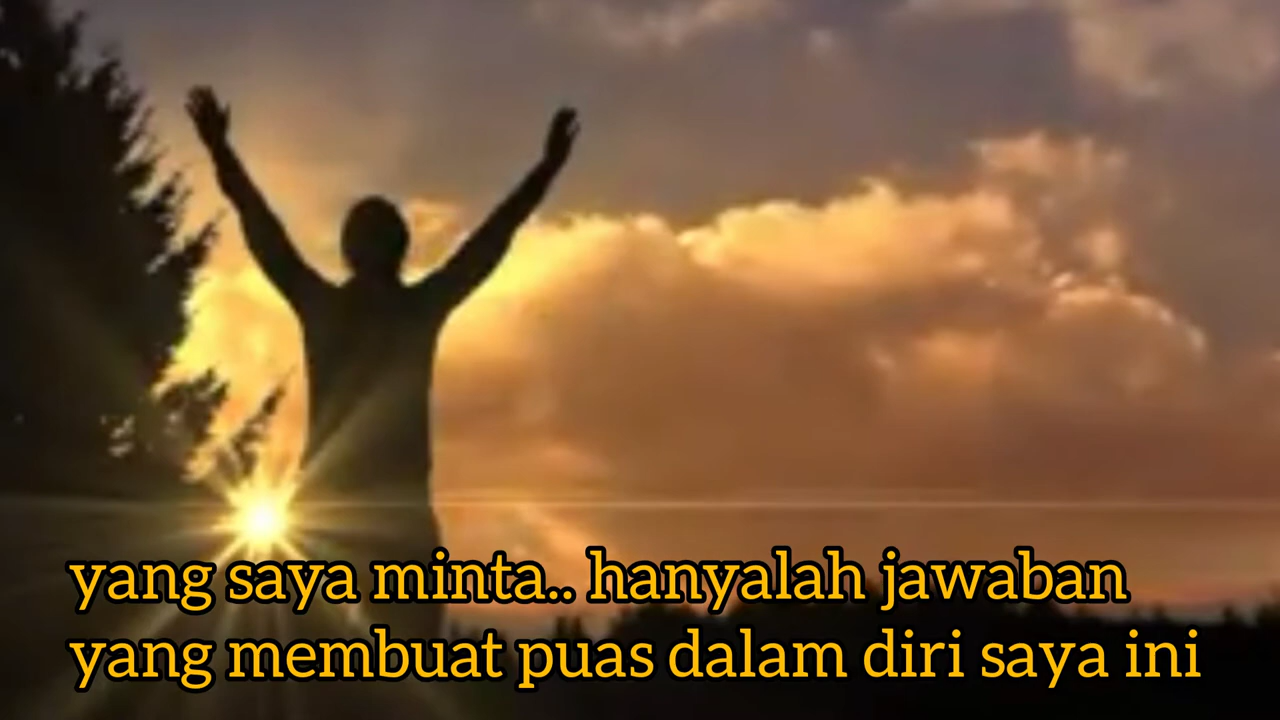 yang saya minta.. hanyalah jawaban
yang membuat puas dalam diri saya ini